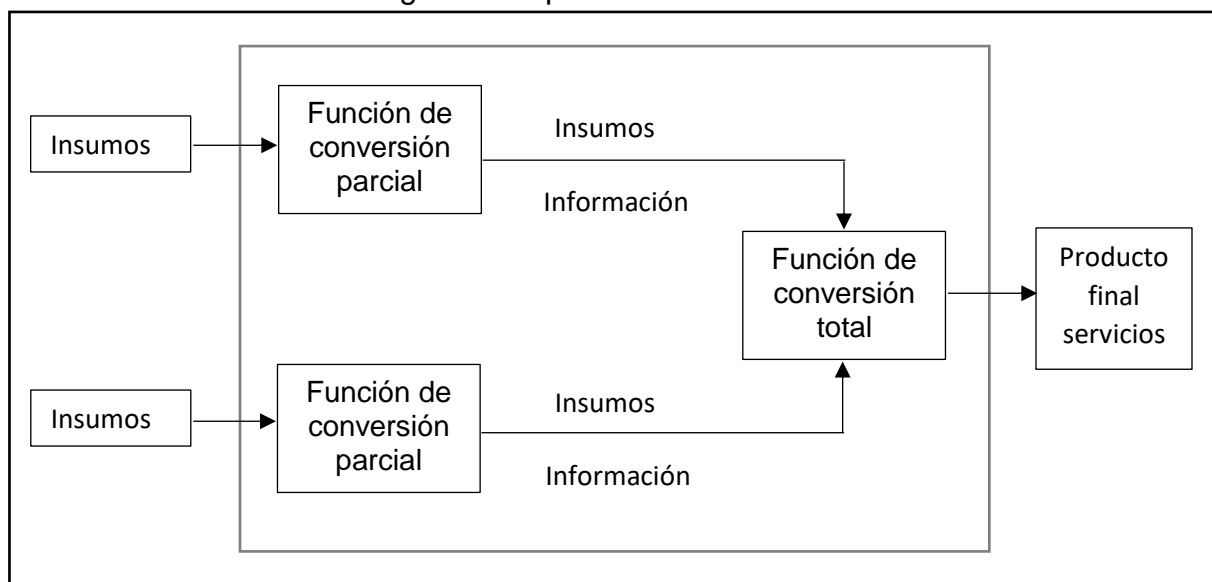 Función de
conversión
parcial
Insumos
Insumos
Información
Función de
conversión
total
Producto
final
servicios
Función de
conversión
parcial
Insumos
Insumos
Información